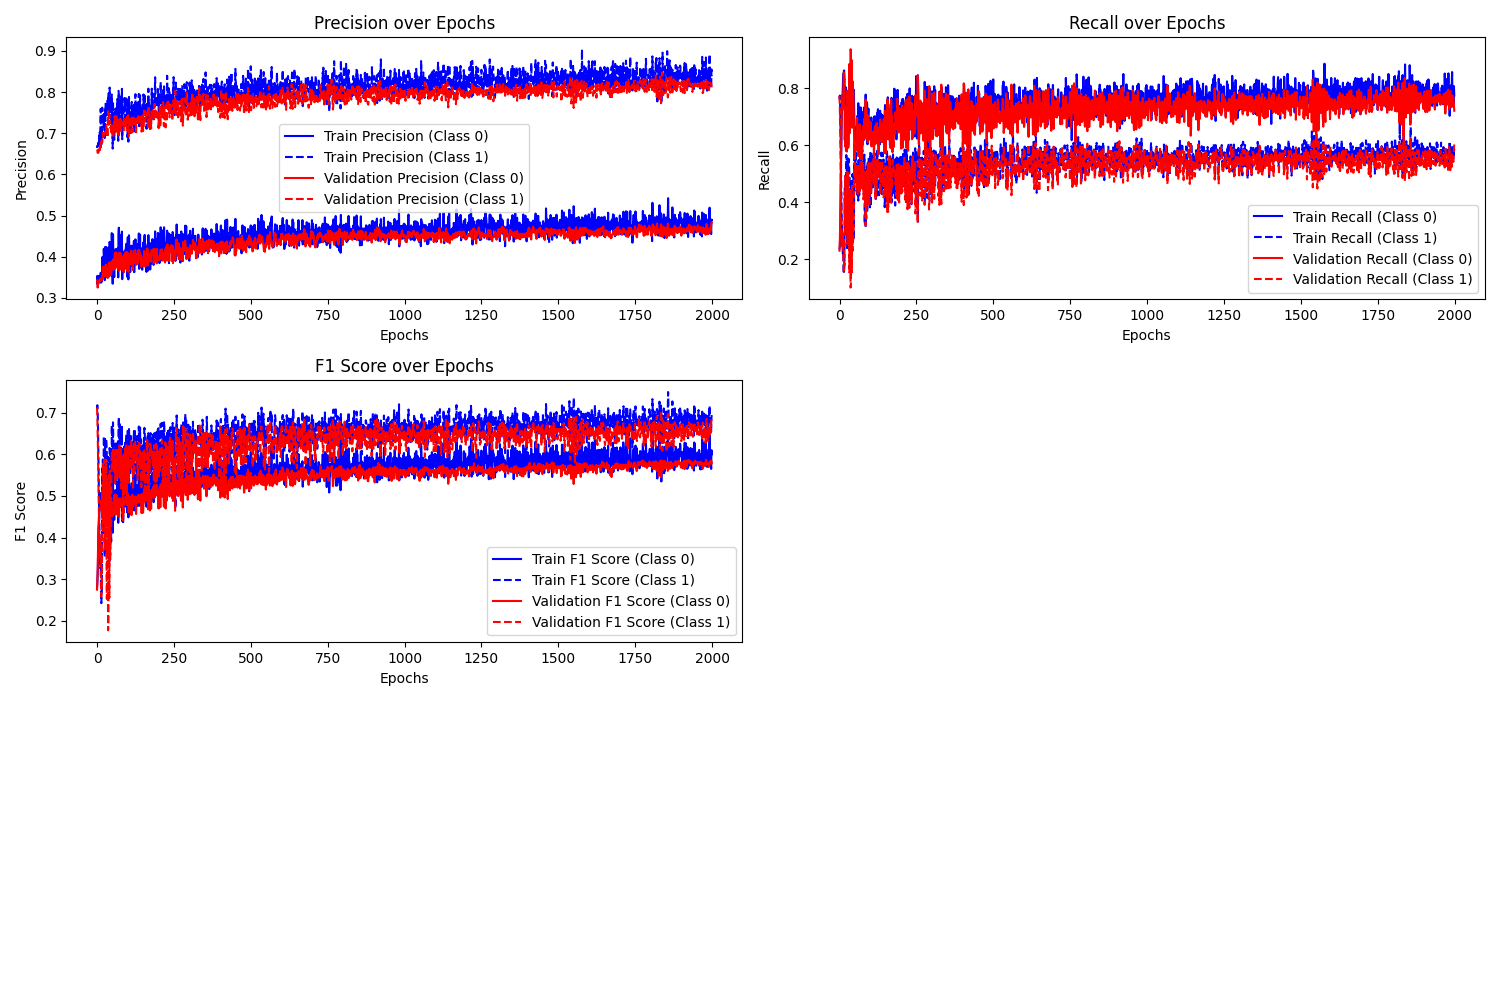 Precision over Epochs
0.9
0.8
0.7
0.6
0.5
0.4
0.3
Precision
Train Precision (Class 0)
Train Precision (Class 1)
Validation Precision (Class 0)
Validation Precision (Class 1)
0 250 500 750 1000 1250 1500 1750 2000
Epochs
Recall over Epochs
0.8
0.6
0.4
0.2
Recall
Train Recall (Class 0)
Train Recall (Class 1)
Validation Recall (Class 0)
Validation Recall (Class 1)
0 250 500 750 1000 1250 1500 1750 2000
Epochs
F1 Score over Epochs
0.7
0.6
0.5
0.4
0.3
0.2
F1 Score
Train F1 Score (Class 0)
Train F1 Score (Class 1)
Validation F1 Score (Class 0)
Validation F1 Score (Class 1)
0 250 500 750 1000 1250 1500 1750 2000
Epochs